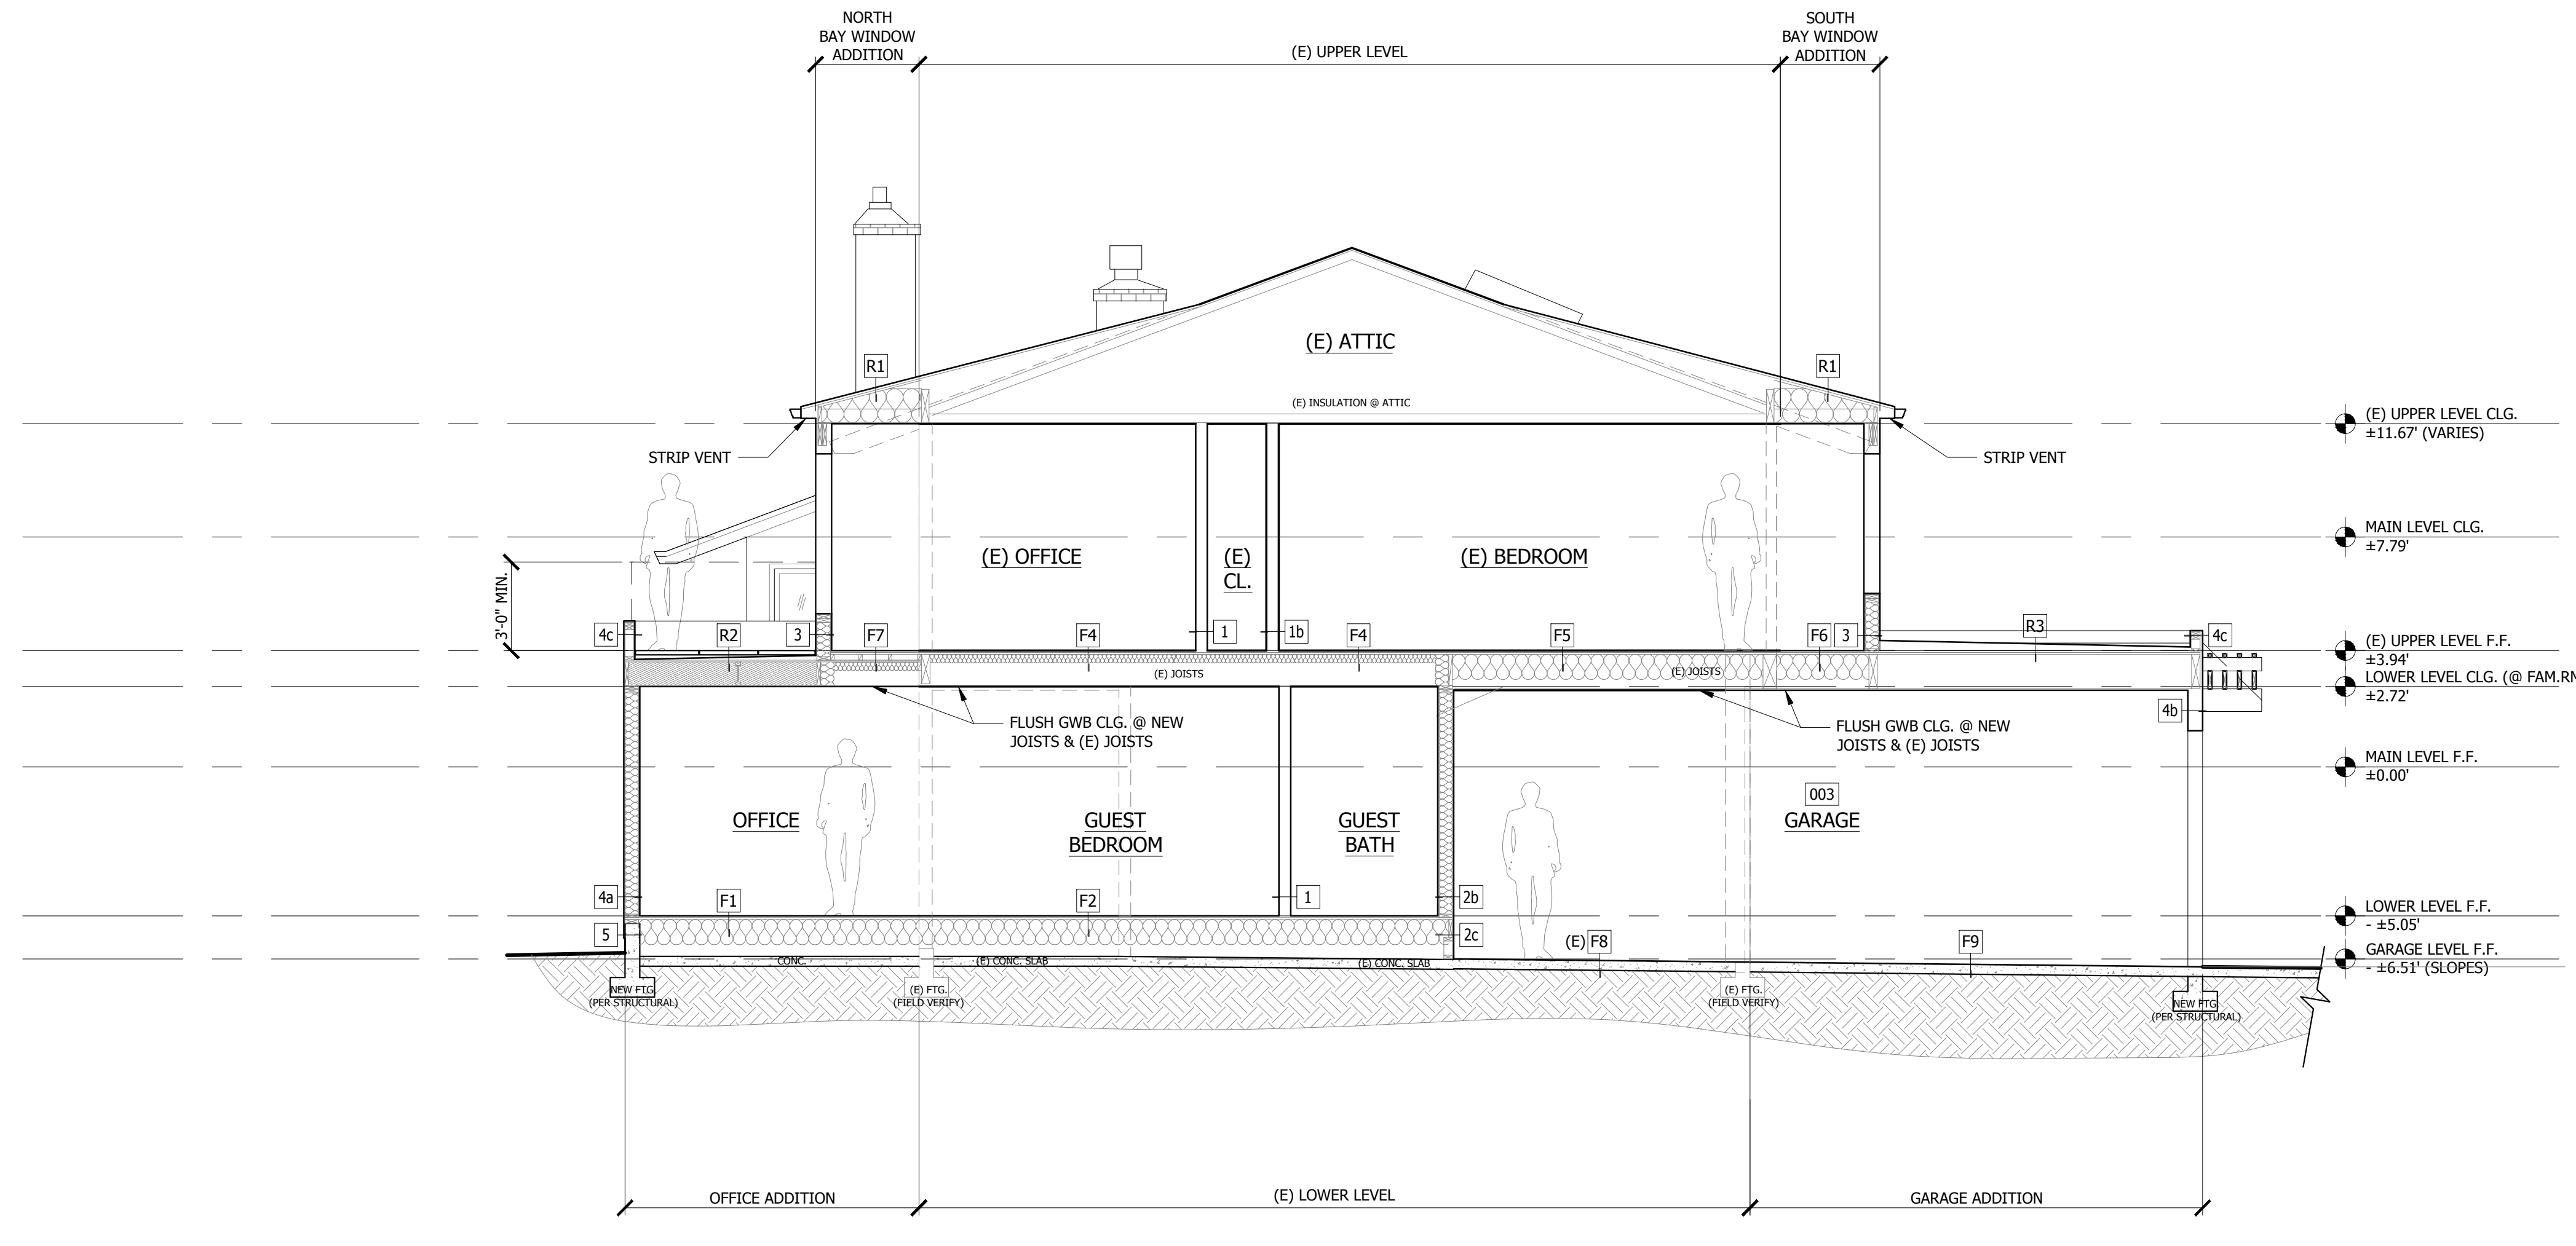 NORTH
BAY WINDOW
ADDITION
(E) UPPER LEVEL
SOUTH
BAY WINDOW
ADDITION
(E) ATTIC
R1
R1
(E) INSULATION @ ATTIC
(E) UPPER LEVEL CLG.
±11.67' (VARIES)
STRIP VENT
STRIP VENT
MAIN LEVEL CLG.
±7.79'
(E) OFFICE
(E)
CL.
(E) BEDROOM
3'-0" MIN.
4c
R2
3
F7
F4
1
1b
F4
F5
F6
3
R3
4c
(E) UPPER LEVEL F.F.
±3.94'
(E) JOISTS
(E) JOISTS
LOWER LEVEL CLG. (@ FAM.RM
±2.72'
4b
FLUSH GWB CLG. @ NEW
JOISTS & (E) JOISTS
FLUSH GWB CLG. @ NEW
JOISTS & (E) JOISTS
MAIN LEVEL F.F.
±0.00'
003
OFFICE
GUEST
BEDROOM
GUEST
BATH
GARAGE
4a
F1
F2
1
2b
LOWER LEVEL F.F.
- ±5.05'
5
2c
(E) F8
F9
GARAGE LEVEL F.F.
- ±6.51' (SLOPES)
CONC.
(E) CONC. SLAB
(E) CONC. SLAB
NEW FTG.
(PER STRUCTURAL)
(E) FTG.
(FIELD VERIFY)
(E) FTG.
(FIELD VERIFY)
NEW FTG.
(PER STRUCTURAL)
OFFICE ADDITION
(E) LOWER LEVEL
GARAGE ADDITION